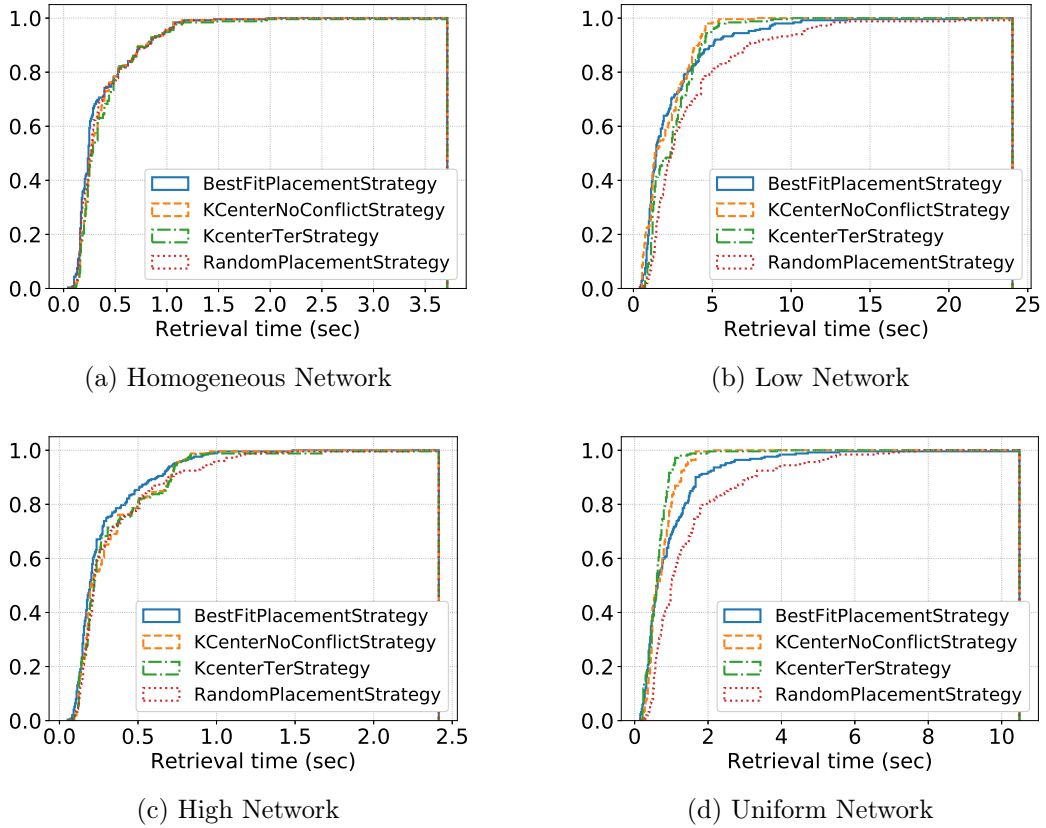 1.0
0.8
0.6
0.4
0.2
0.0
BestFitPlacementStrategy
KCenterNoConflictStrategy
KcenterTerStrategy
RandomPlacementStrategy
0.0 0.5 1.0 1.5 2.0 2.5 3.0 3.5
Retrieval time (sec)
(a) Homogeneous Network
1.0
0.8
0.6
0.4
0.2
0.0
BestFitPlacementStrategy
KCenterNoConflictStrategy
KcenterTerStrategy
RandomPlacementStrategy
0 5 10 15 20 25
Retrieval time (sec)
(b) Low Network
1.0
0.8
0.6
0.4
0.2
0.0
BestFitPlacementStrategy
KCenterNoConflictStrategy
KcenterTerStrategy
RandomPlacementStrategy
0.0 0.5 1.0 1.5 2.0 2.5
Retrieval time (sec)
(c) High Network
1.0
0.8
0.6
0.4
0.2
0.0
BestFitPlacementStrategy
KCenterNoConflictStrategy
KcenterTerStrategy
RandomPlacementStrategy
0 2 4 6 8 10
Retrieval time (sec)
(d) Uniform Network